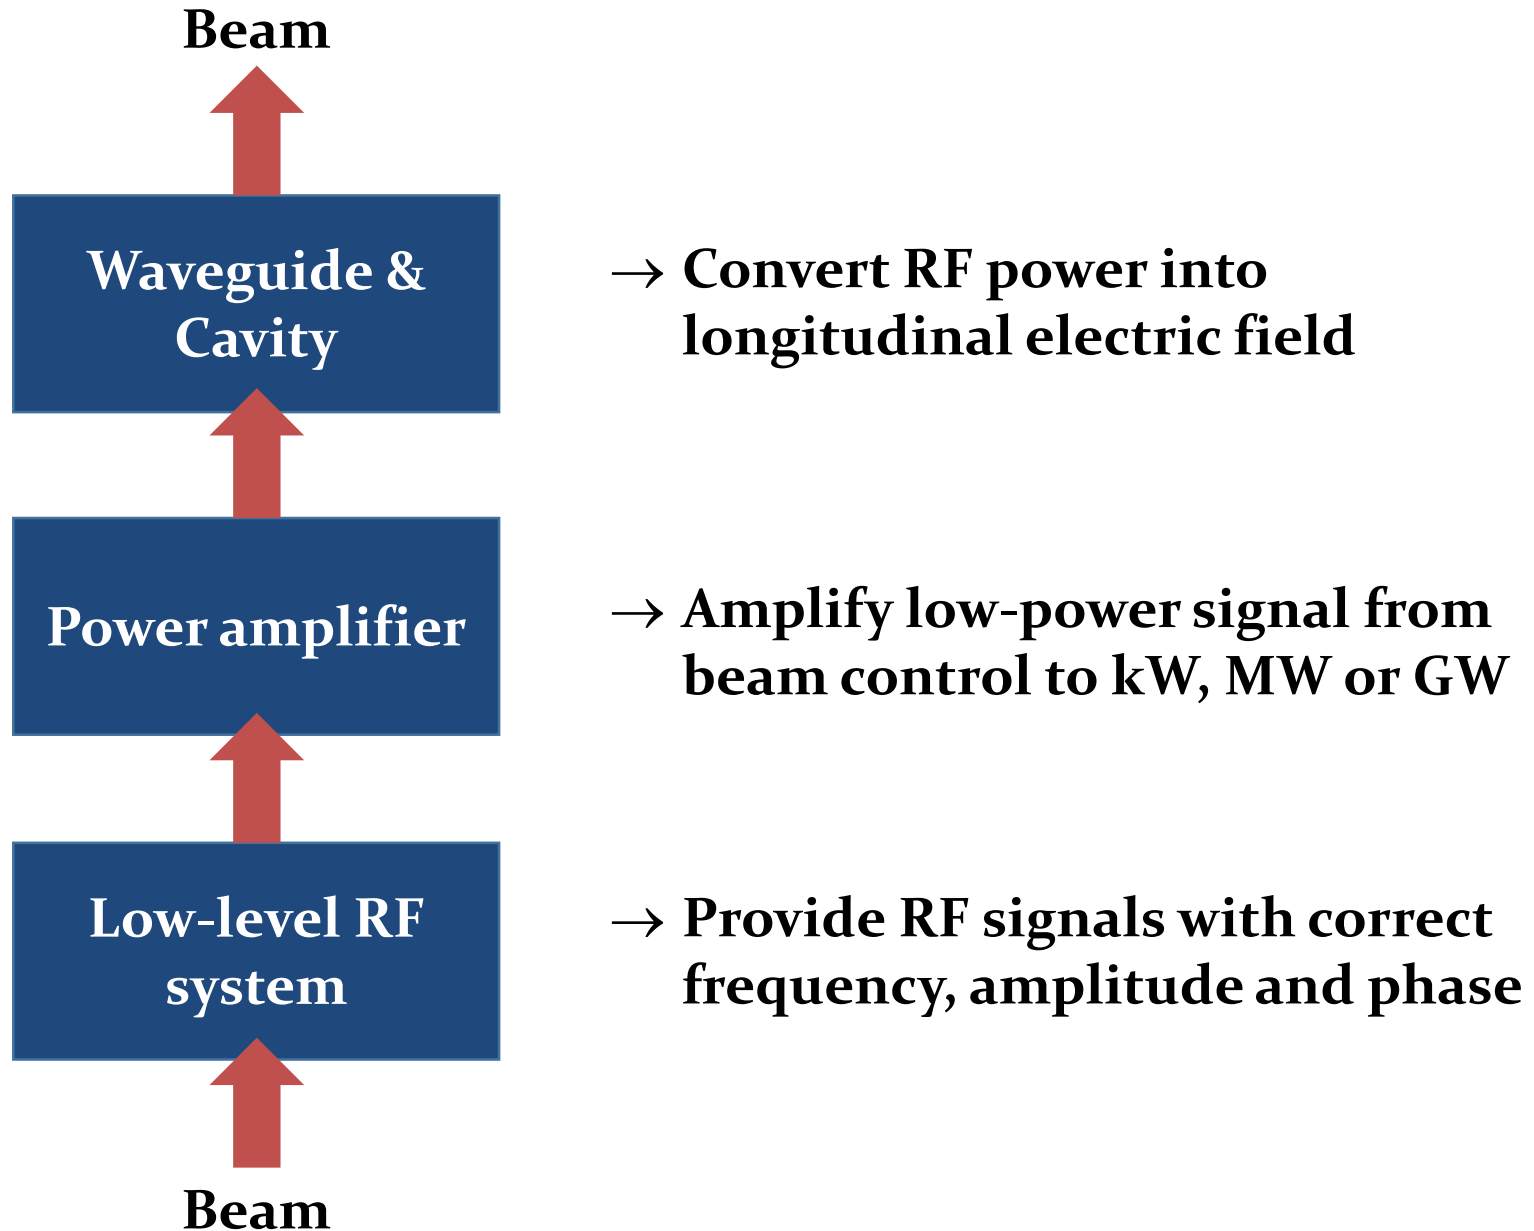 Beam
Waveguide &
Cavity
→ Convert RF power into
longitudinal electric field
Power amplifier
→ Amplify low-power signal from
beam control to kW, MW or GW
Low-level RF
system
→ Provide RF signals with correct
frequency, amplitude and phase
Beam